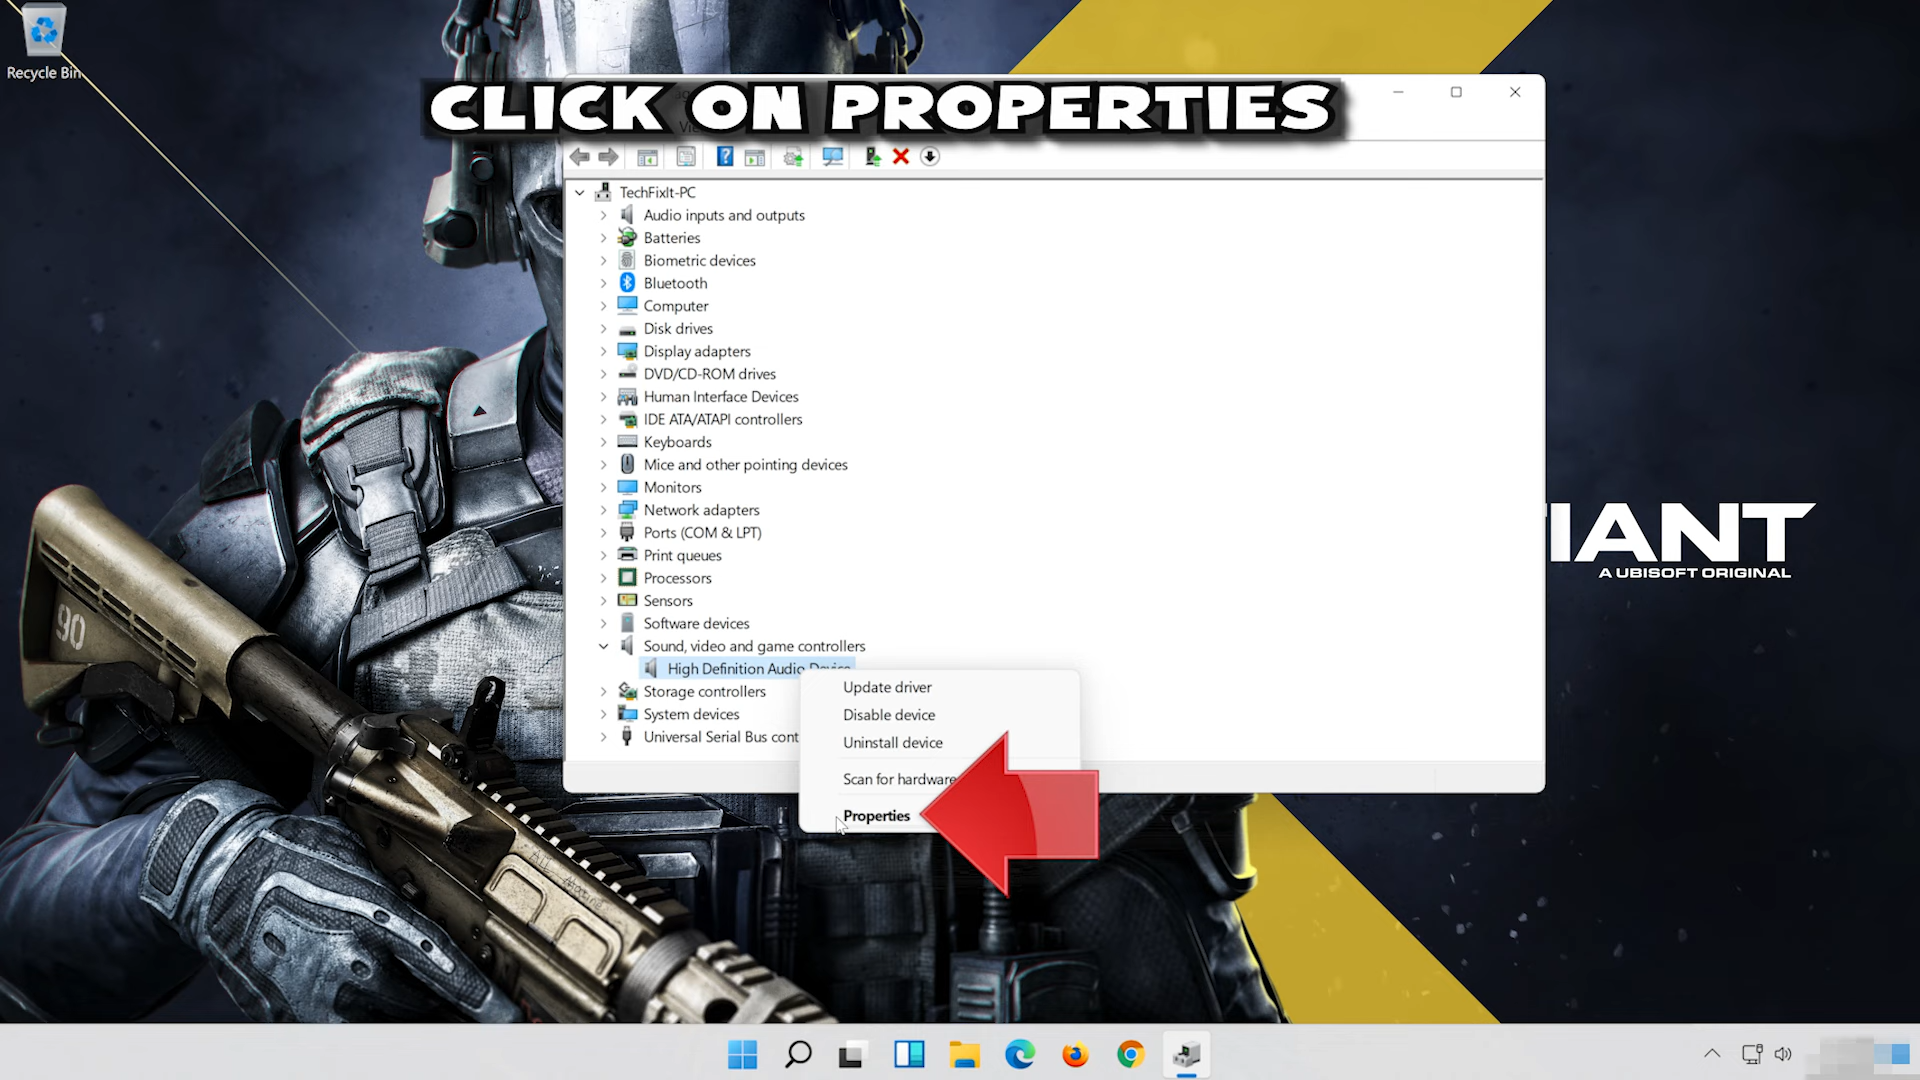 Recycle Bin
CLICK ON PROPERTIES
TechFixIt-PC
Audio inputs and outputs
Batteries
Biometric devices
Bluetooth
Computer
Disk drives
Display adapters
DVD/CD-ROM drives
Human Interface Devices
IDE ATA/ATAPI controllers
Keyboards
Mice and other pointing devices
Monitors
Network adapters
Ports (COM & LPT)
Print queues
Processors
Sensors
Software devices
Sound, video and game controllers
High Definition Audio Device
Storage controllers
System devices
Universal Serial Bus cont
Update driver
Disable device
Uninstall device
Scan for hardware
Properties
IANT
A UBISOFT ORIGINAL
90